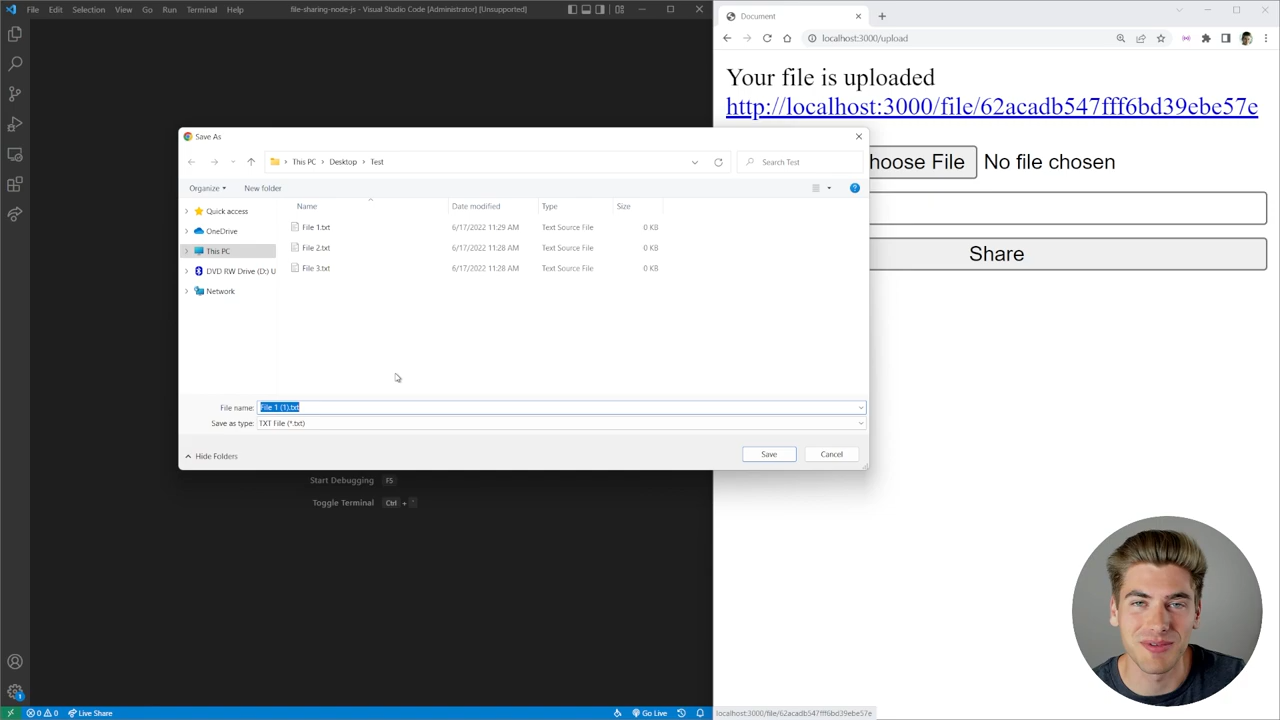 File Edit Selection View Go Run Terminal Help
file-sharing-node-js - Visual Studio Code [Administrator] [Unsupported]
Document
localhost:3000/upload
Your file is uploaded
http://localhost:3000/file/62acadb547fff6bd39ebe57e
hoose File No file chosen
Share
Save As
This PC Desktop Test
Search Test
Organize New folder
Name Date modified Type Size
Quick access
OneDrive
This PC
DVD RW Drive (D:) U
Network
File 1.txt 6/17/2022 11:29 AM Text Source File 0 KB
File 2.txt 6/17/2022 11:28 AM Text Source File 0 KB
File 3.txt 6/17/2022 11:28 AM Text Source File 0 KB
File name: File 1 (1).txt
Save as type: TXT File (*.txt)
Hide Folders
Save Cancel
Start Debugging F5
Toggle Terminal Ctrl + `
0 0 Live Share
Go Live
localhost:3000/file/62acadb547fff6bd39ebe57e